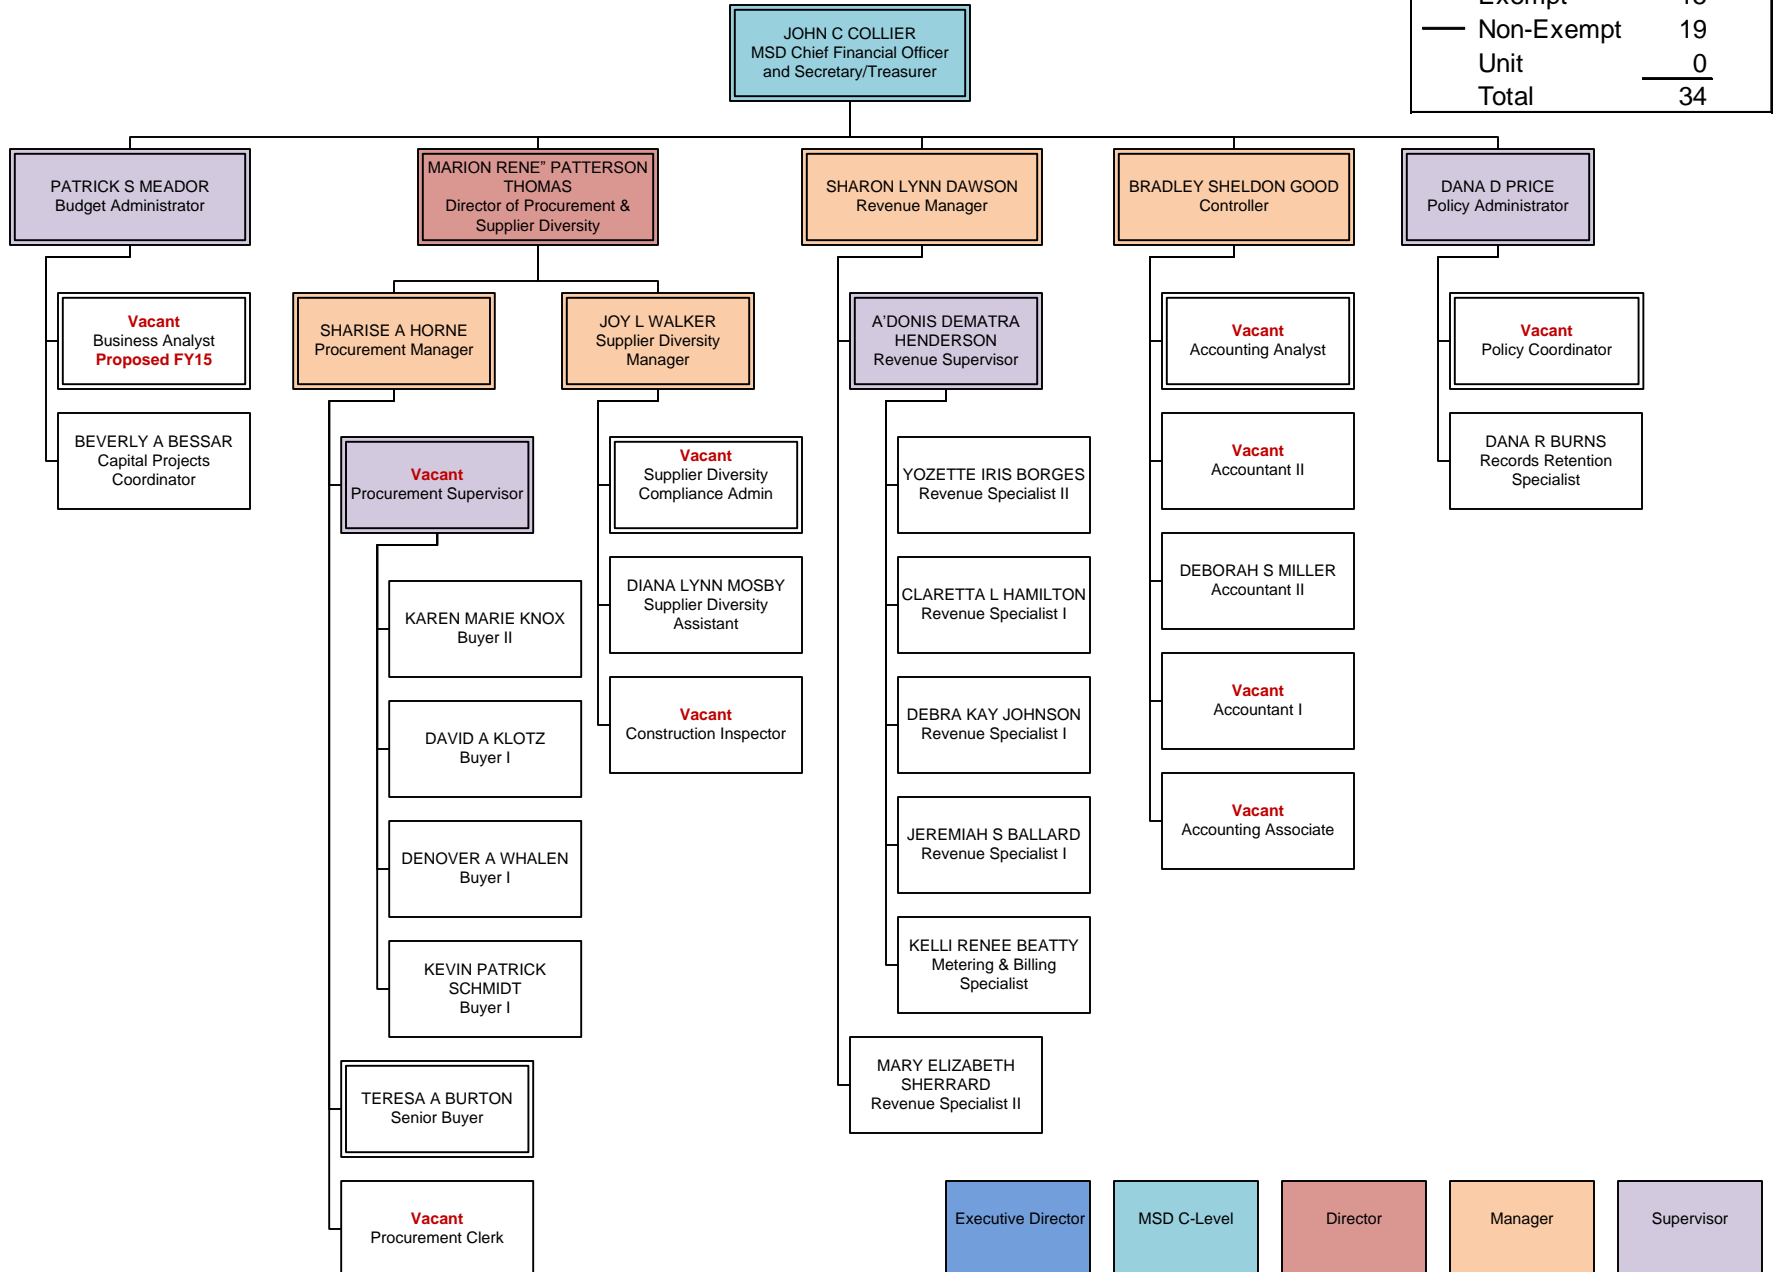 JOHN C COLLIER
MSD Chief Financial Officer
and Secretary/Treasurer
Non-Exempt 19
Unit 0
Total 34
PATRICK S MEADOR
Budget Administrator
MARION RENE” PATTERSON
THOMAS
Director of Procurement &
Supplier Diversity
SHARON LYNN DAWSON
Revenue Manager
BRADLEY SHELDON GOOD
Controller
DANA D PRICE
Policy Administrator
Vacant
Business Analyst
Proposed FY15
BEVERLY A BESSAR
Capital Projects
Coordinator
SHARISE A HORNE
Procurement Manager
Vacant
Procurement Supervisor
KAREN MARIE KNOX
Buyer II
DAVID A KLOTZ
Buyer I
DENOVER A WHALEN
Buyer I
KEVIN PATRICK
SCHMIDT
Buyer I
TERESA A BURTON
Senior Buyer
Vacant
Procurement Clerk
JOY L WALKER
Supplier Diversity
Manager
Vacant
Supplier Diversity
Compliance Admin
DIANA LYNN MOSBY
Supplier Diversity
Assistant
Vacant
Construction Inspector
A'DONIS DEMATRA
HENDERSON
Revenue Supervisor
YOZETTE IRIS BORGES
Revenue Specialist II
CLARETTA L HAMILTON
Revenue Specialist I
DEBRA KAY JOHNSON
Revenue Specialist I
JEREMIAH S BALLARD
Revenue Specialist I
KELLI RENEE BEATTY
Metering & Billing
Specialist
MARY ELIZABETH
SHERRARD
Revenue Specialist II
Vacant
Accounting Analyst
Vacant
Accountant II
DEBORAH S MILLER
Accountant II
Vacant
Accountant I
Vacant
Accounting Associate
Vacant
Policy Coordinator
DANA R BURNS
Records Retention
Specialist
Executive Director
MSD C-Level
Director
Manager
Supervisor